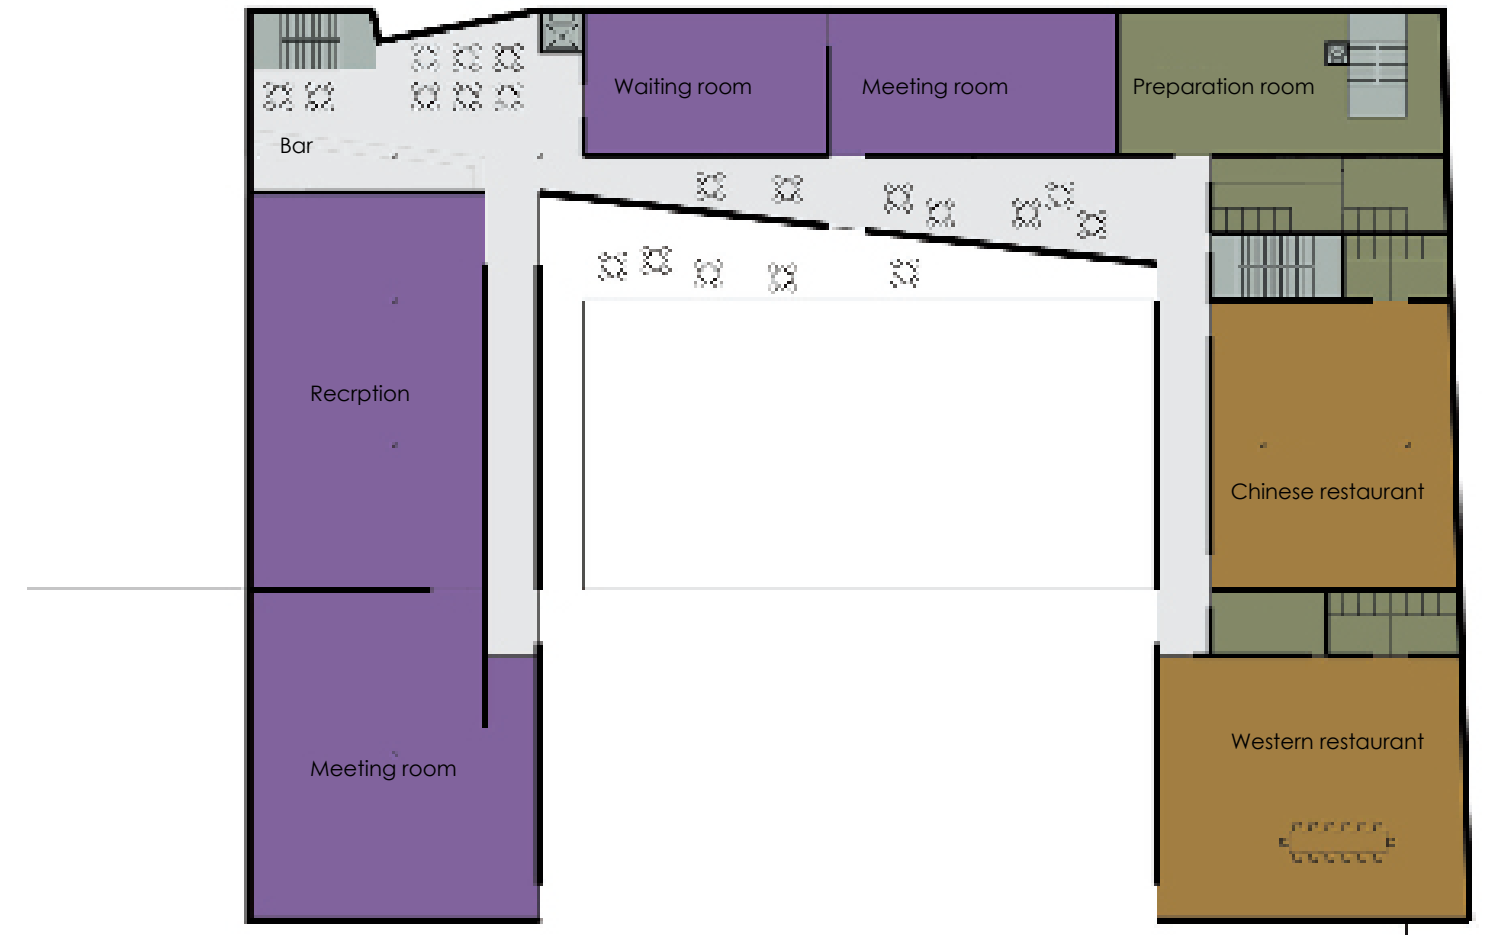 Waiting room
Meeting room
Preparation room
Bar
Recrption
Chinese restaurant
Western restaurant
Meeting room